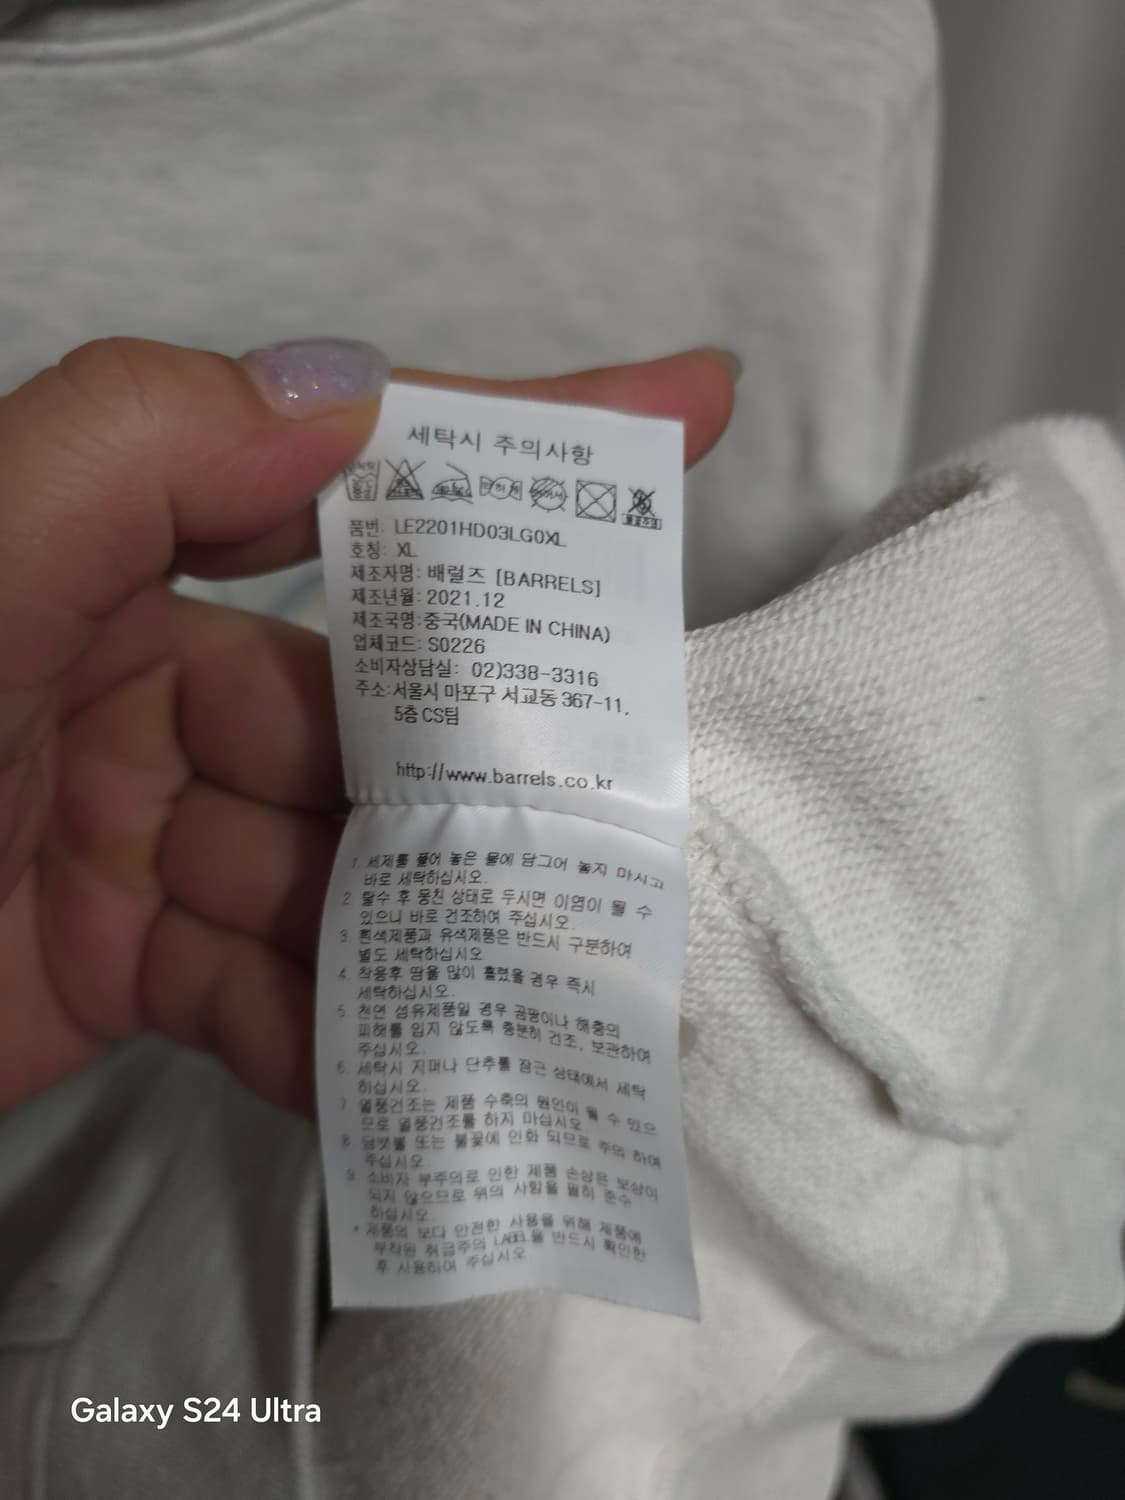 세탁시 주의사항
품번: LE2201HD03LG0XL
호칭: XL
제조자명: 배럴즈 [BARRELS]
제조년월: 2021.12
제조국명:중국(MADE IN CHINA)
업체코드: S0226
소비자상담실: 02)338-3316
주소:서울시 마포구 서교동 367-11,
5층 CS팀
http://www.barrels.co.kr
1. 세제를 풀어 놓은 물에 담그어 놓지 마시고
바로 세탁하십시오.
2 탈수 후 뭉친 상태로 두시면 이염이 될 수
있으니 바로 건조하여 주십시오.
3. 흰색제품과 유색제품은 반드시 구분하여
별도 세탁하십시오
4. 착용후 땀을 많이 흘렸을 경우 즉시
세탁하십시오.
5. 천연 섬유제품일 경우 곰팡이나 해충의
피해를 입지 않도록 충분히 건조, 보관하여
주십시오.
6. 세탁시 지퍼나 단추를 잠근 상태에서 세탁
하십시오.
7. 열풍건조는 제품 수축의 원인이 될 수 있으
므로 열풍건조를 하지 마십시오
8. 담뱃불 또는 불꽃에 인화 되므로 주의 하여
주십시오
9. 소비자 부주의로 인한 제품 손상은 보상이
되지 않으므로 위의 사항을 필히 준수
하십시오.
* 제품의 보다 안전한 사용을 위해 제품에
부착된 취급주의 LABEL을 반드시 확인한
후 사용하여 주십시오
Galaxy S24 Ultra